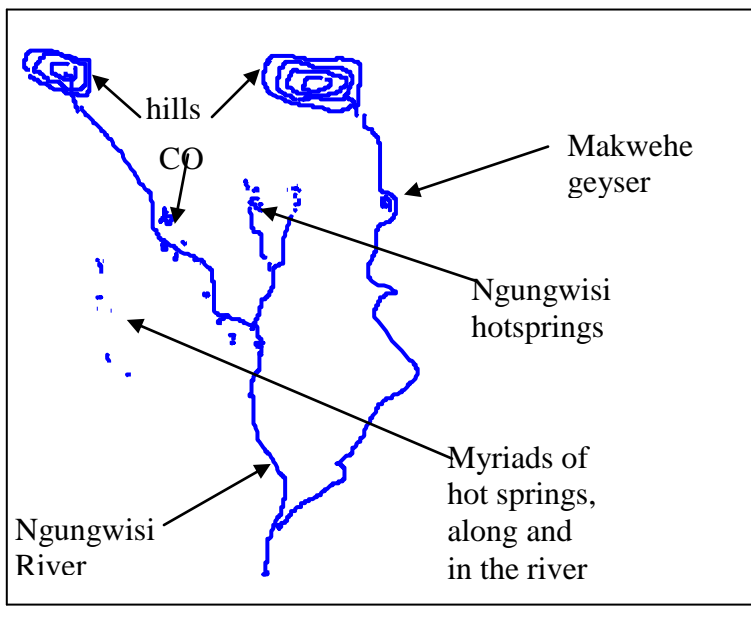 hills
CO
Makwehe
geyser
Ngungwisi
hotsprings
Myriads of
hot springs,
along and
in the river
Ngungwisi
River